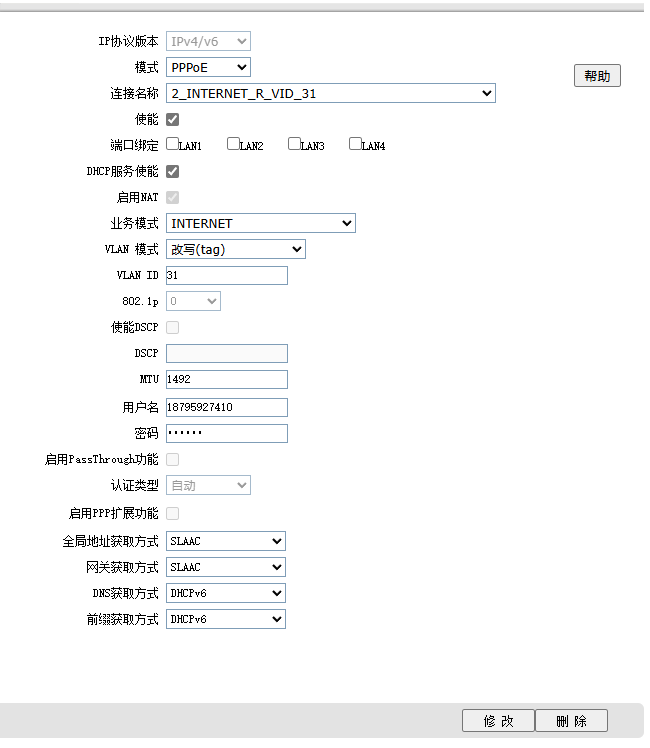 IP协议版本 IPv4/v6
模式 PPPoE
帮助
连接名称 2_INTERNET_R_VID_31
使能
端口绑定 LAN1 LAN2 LAN3 LAN4
DHCP服务使能
启用NAT
业务模式 INTERNET
VLAN 模式 改写(tag)
VLAN ID 31
802.1p 0
使能DSCP
DSCP
MTU 1492
用户名 18795927410
密码 ••••••
启用PassThrough功能
认证类型 自动
启用PPP扩展功能
全局地址获取方式 SLAAC
网关获取方式 SLAAC
DNS获取方式 DHCPv6
前缀获取方式 DHCPv6
修 改 删 除